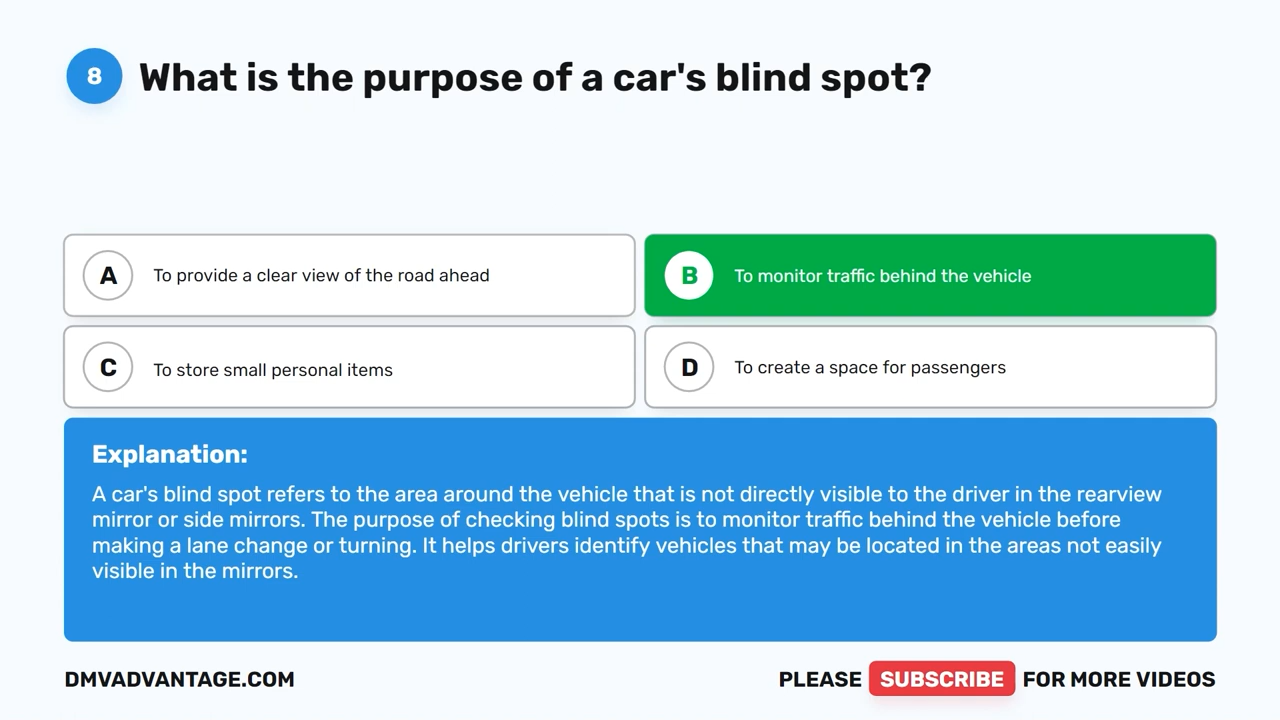 8 What is the purpose of a car's blind spot?
A To provide a clear view of the road ahead
B To monitor traffic behind the vehicle
C To store small personal items
D To create a space for passengers
Explanation:
A car's blind spot refers to the area around the vehicle that is not directly visible to the driver in the rearview
mirror or side mirrors. The purpose of checking blind spots is to monitor traffic behind the vehicle before
making a lane change or turning. It helps drivers identify vehicles that may be located in the areas not easily
visible in the mirrors.
DMVADVANTAGE.COM
PLEASE SUBSCRIBE FOR MORE VIDEOS